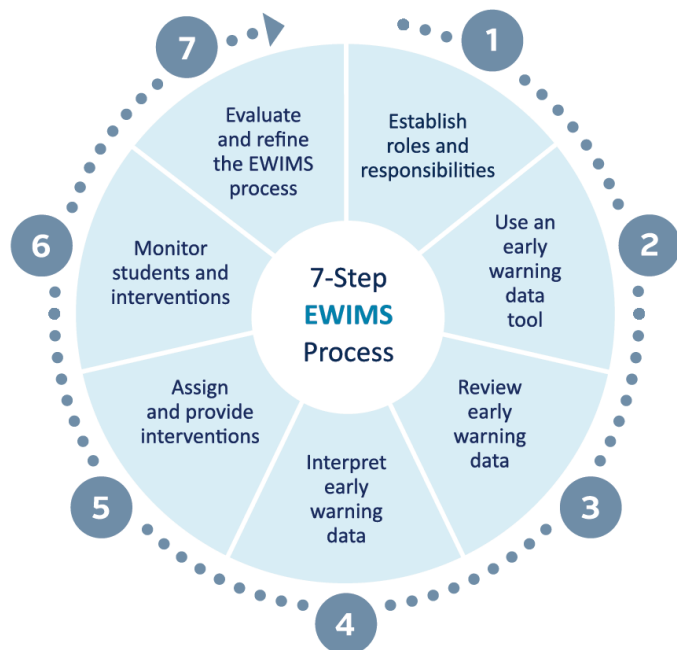 7-Step
EWIMS
Process
1
Establish
roles and
responsibilities
2
Use an
early
warning
data
tool
3
Review
early
warning
data
4
Interpret
early
warning
data
5
Assign
and provide
interventions
6
Monitor
students and
interventions
7
Evaluate
and refine
the EWIMS
process